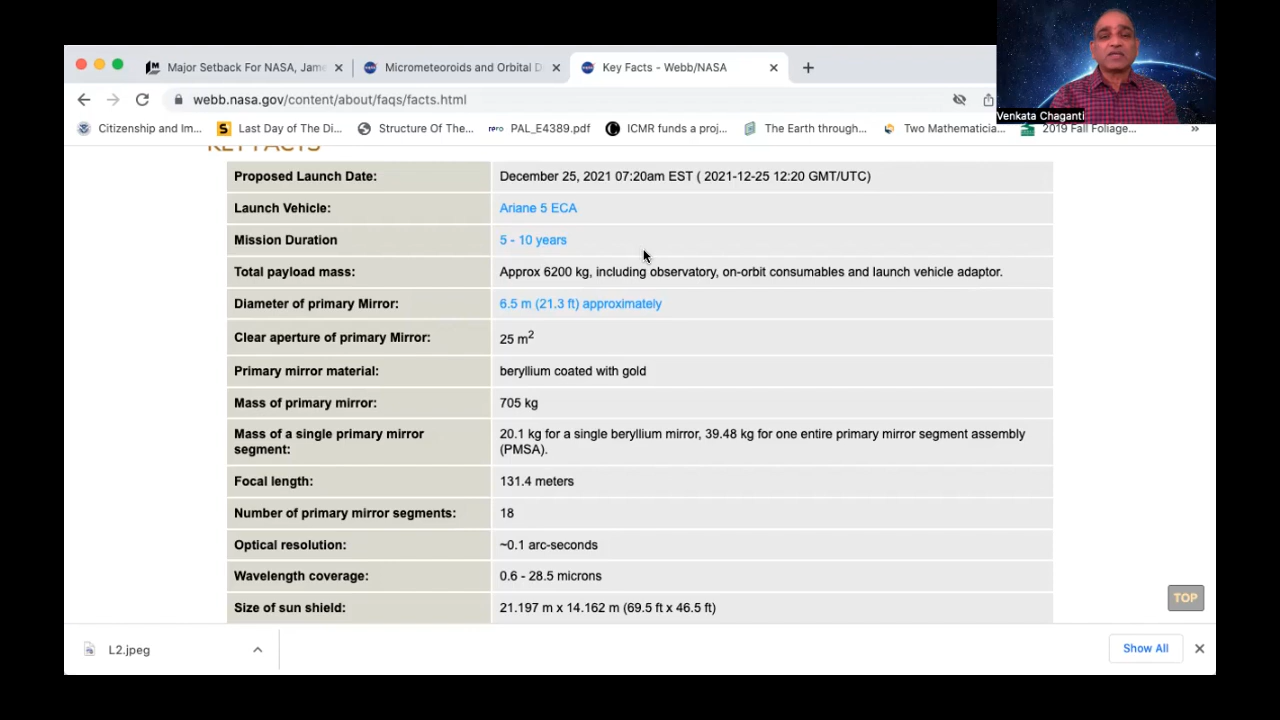 Major Setback For NASA, Jame
Micrometeoroids and Orbital D
Key Facts - Webb/NASA
webb.nasa.gov/content/about/faqs/facts.html
Venkata Chaganti
Citizenship and Im...
Last Day of The Di...
Structure Of The...
PAL_E4389.pdf
ICMR funds a proj...
The Earth through...
Two Mathematicia...
2019 Fall Foliage...
KEY FACTS
Proposed Launch Date: December 25, 2021 07:20am EST ( 2021-12-25 12:20 GMT/UTC)
Launch Vehicle: Ariane 5 ECA
Mission Duration 5 - 10 years
Total payload mass: Approx 6200 kg, including observatory, on-orbit consumables and launch vehicle adaptor.
Diameter of primary Mirror: 6.5 m (21.3 ft) approximately
Clear aperture of primary Mirror: 25 m2
Primary mirror material: beryllium coated with gold
Mass of primary mirror: 705 kg
Mass of a single primary mirror
segment:
20.1 kg for a single beryllium mirror, 39.48 kg for one entire primary mirror segment assembly
(PMSA).
Focal length: 131.4 meters
Number of primary mirror segments: 18
Optical resolution: ~0.1 arc-seconds
Wavelength coverage: 0.6 - 28.5 microns
Size of sun shield: 21.197 m x 14.162 m (69.5 ft x 46.5 ft)
TOP
L2.jpeg
Show All